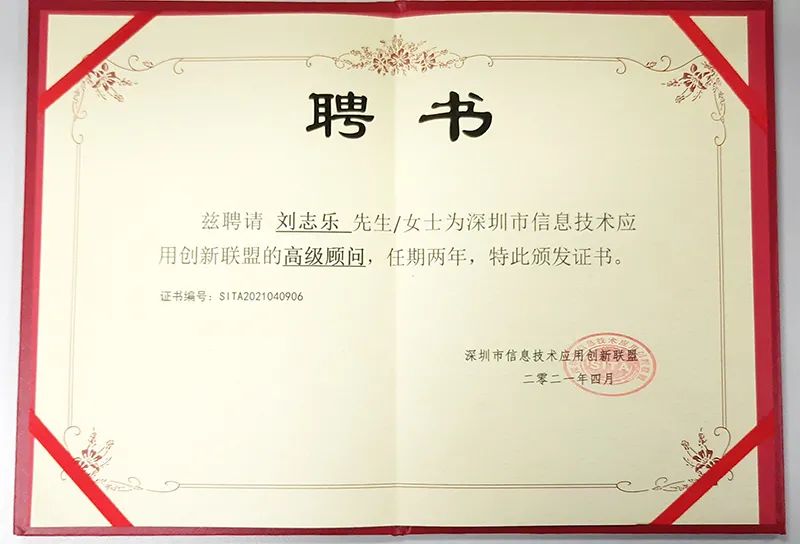 聘书
兹聘请 刘志乐 先生/女士为深圳市信息技术应
用创新联盟的高级顾问，任期两年，特此颁发证书。
证书编号：SITA2021040906
深圳市信息技术应用创新联盟
二零二一年四月
SITA